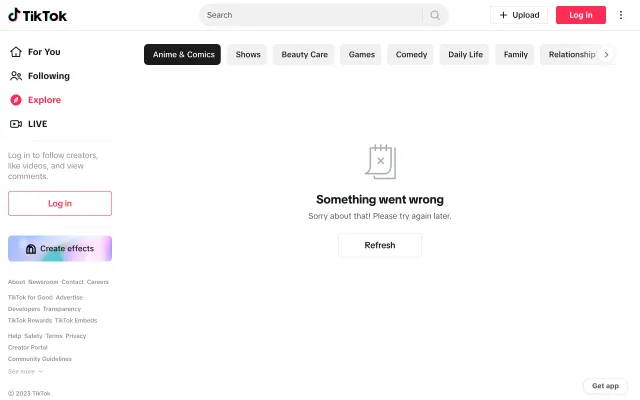 TikTok
Search
Upload
Log in
For You
Following
Explore
LIVE
Log in to follow creators,
like videos, and view
comments.
Log in
Create effects
About Newsroom Contact Careers
TikTok for Good Advertise
Developers Transparency
TikTok Rewards TikTok Embeds
Help Safety Terms Privacy
Creator Portal
Community Guidelines
See more
© 2023 TikTok
Anime & Comics Shows Beauty Care Games Comedy Daily Life Family Relationship
Something went wrong
Sorry about that! Please try again later.
Refresh
Get app